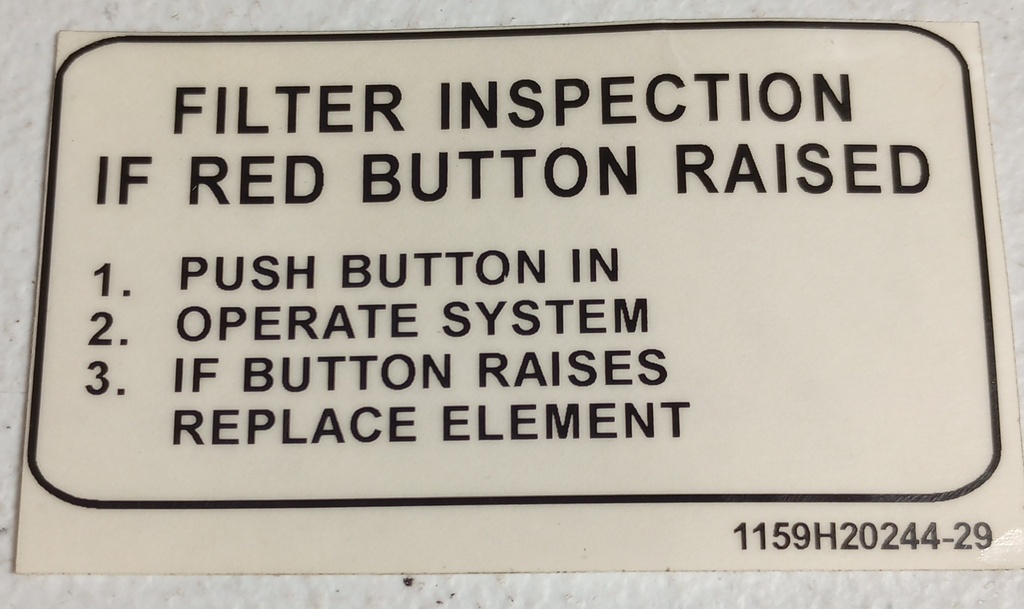 FILTER INSPECTION
IF RED BUTTON RAISED
1. PUSH BUTTON IN
2. OPERATE SYSTEM
3. IF BUTTON RAISES
REPLACE ELEMENT
1159H20244-29